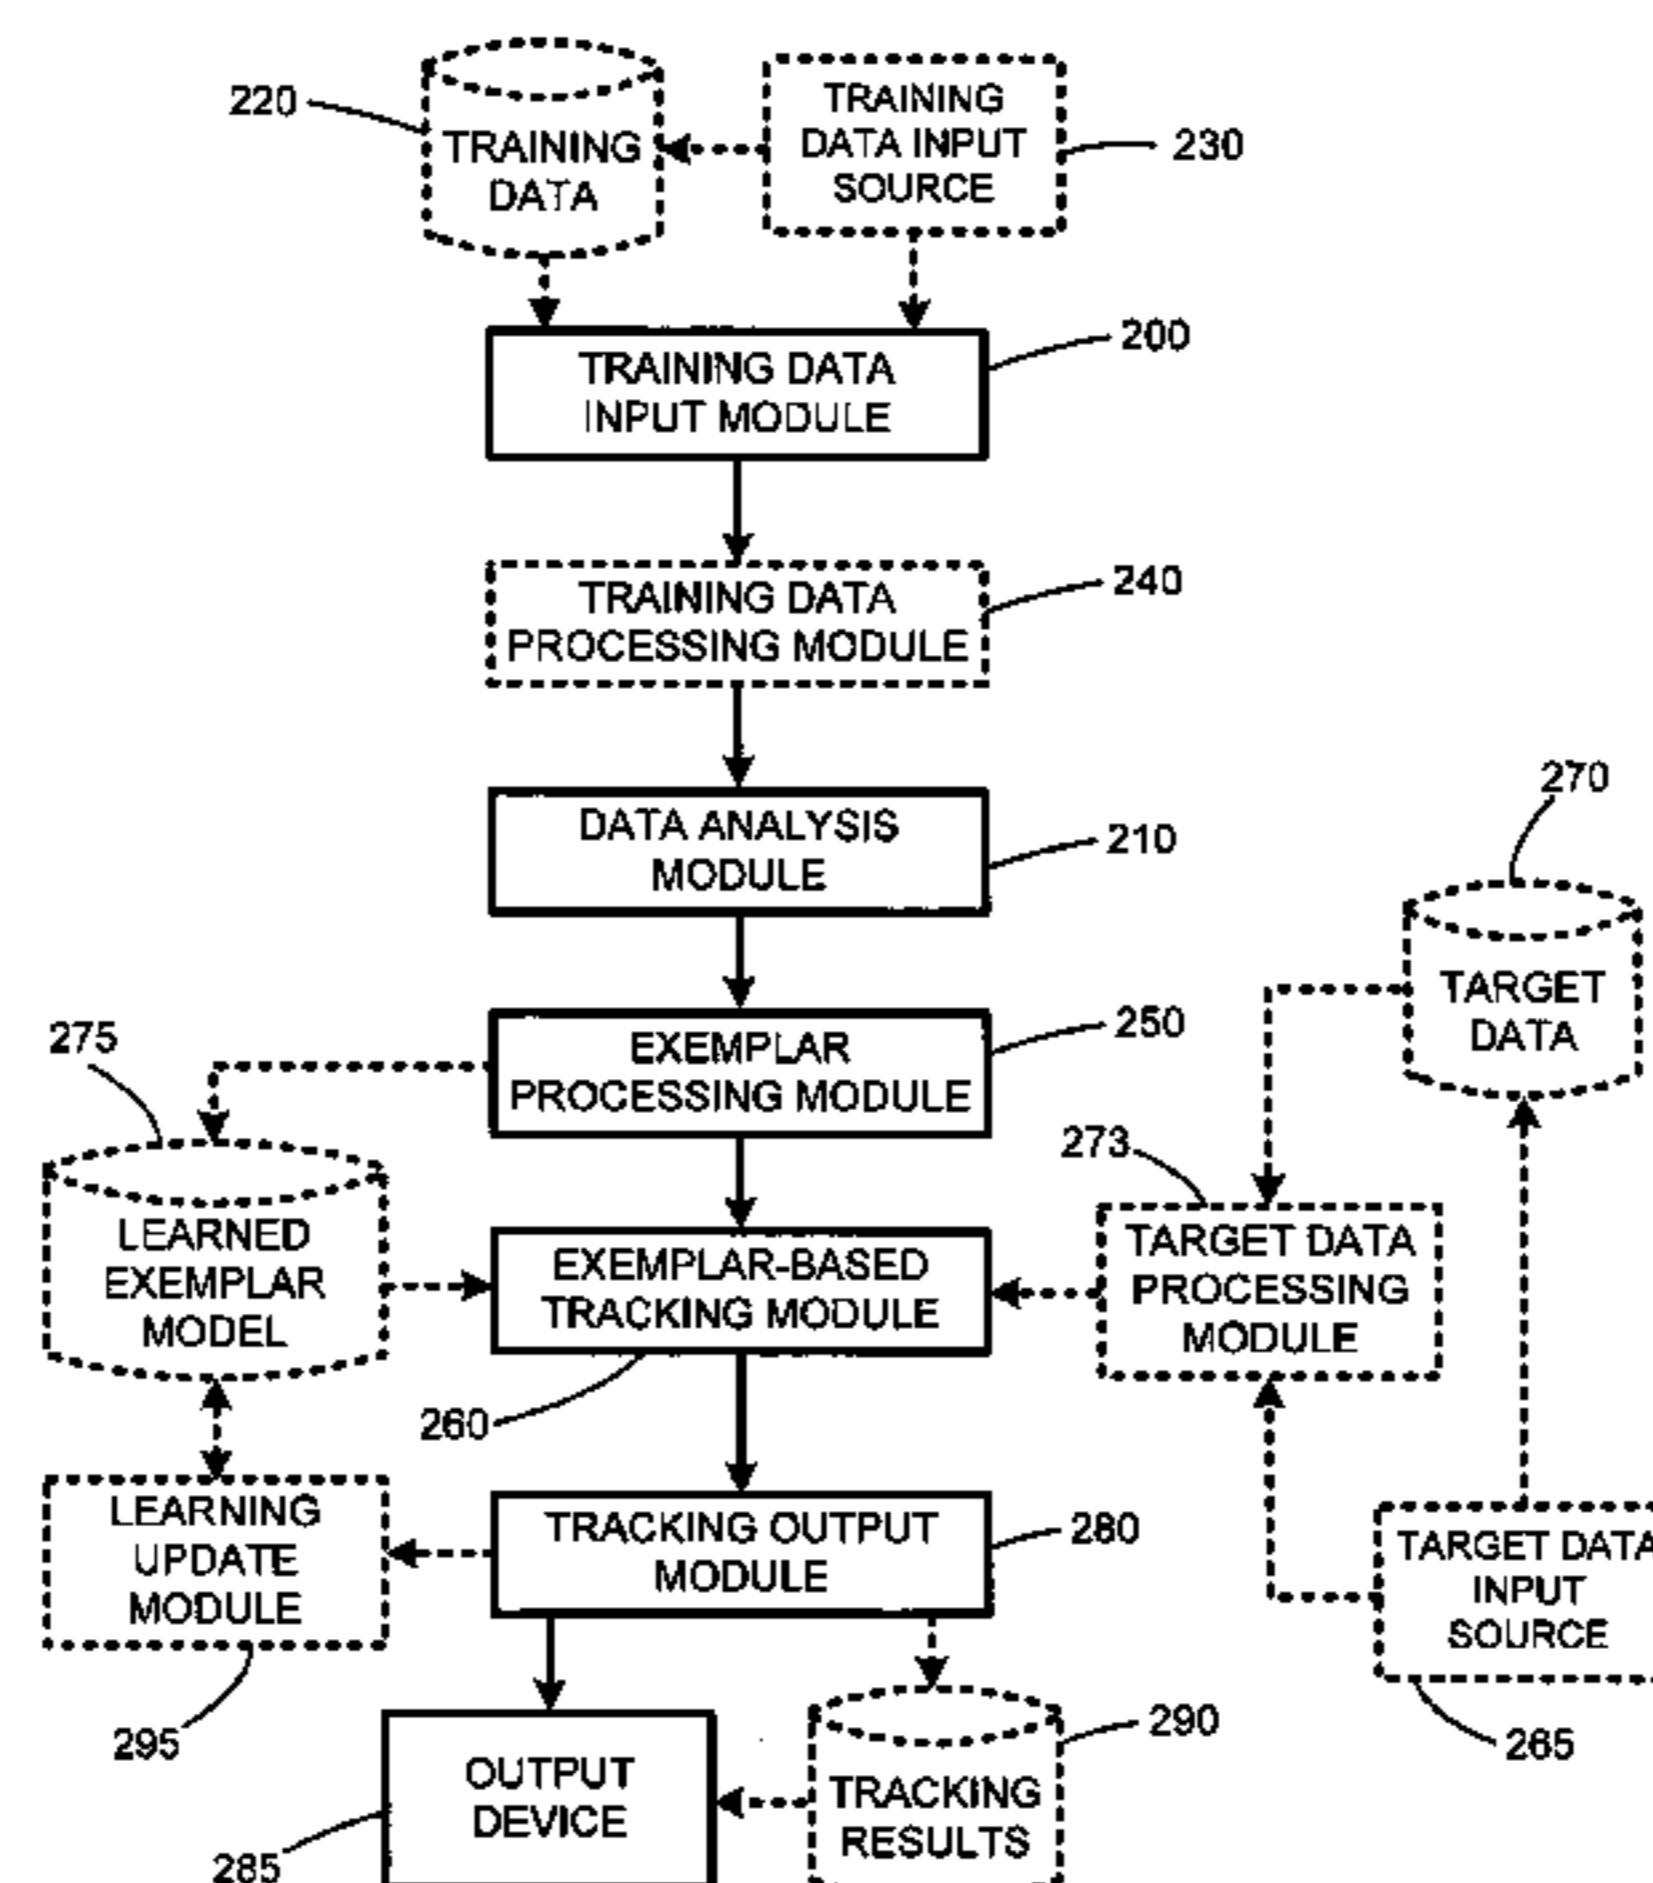 220
TRAINING
DATA
TRAINING
DATA INPUT
SOURCE
230
200
TRAINING DATA
INPUT MODULE
240
TRAINING DATA
PROCESSING MODULE
DATA ANALYSIS
MODULE
210
270
TARGET
DATA
275
EXEMPLAR
PROCESSING MODULE
250
273
LEARNED
EXEMPLAR
MODEL
EXEMPLAR-BASED
TRACKING MODULE
TARGET DATA
PROCESSING
MODULE
260
LEARNING
UPDATE
MODULE
TRACKING OUTPUT
MODULE
280
TARGET DATA
INPUT
SOURCE
295
290
265
OUTPUT
DEVICE
TRACKING
RESULTS
285